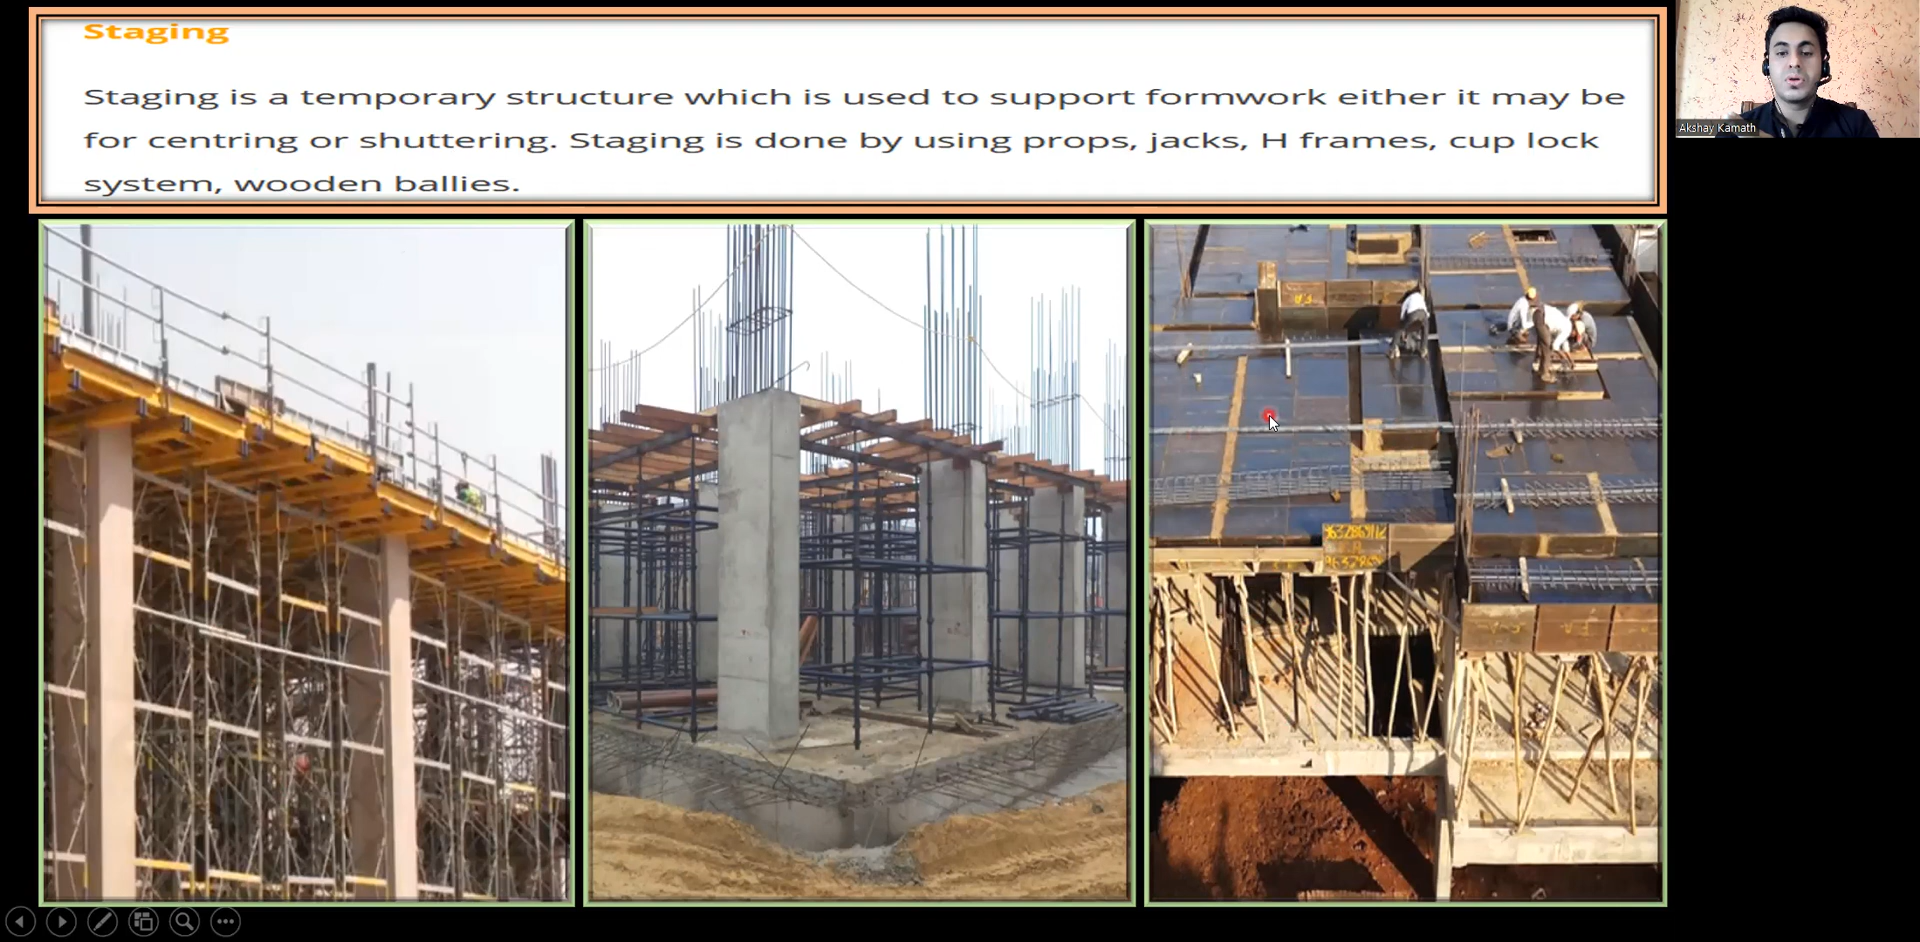 Staging
Staging is a temporary structure which is used to support formwork either it may be
for centring or shuttering. Staging is done by using props, jacks, H frames, cup lock
system, wooden ballies.
Akshay Kamath